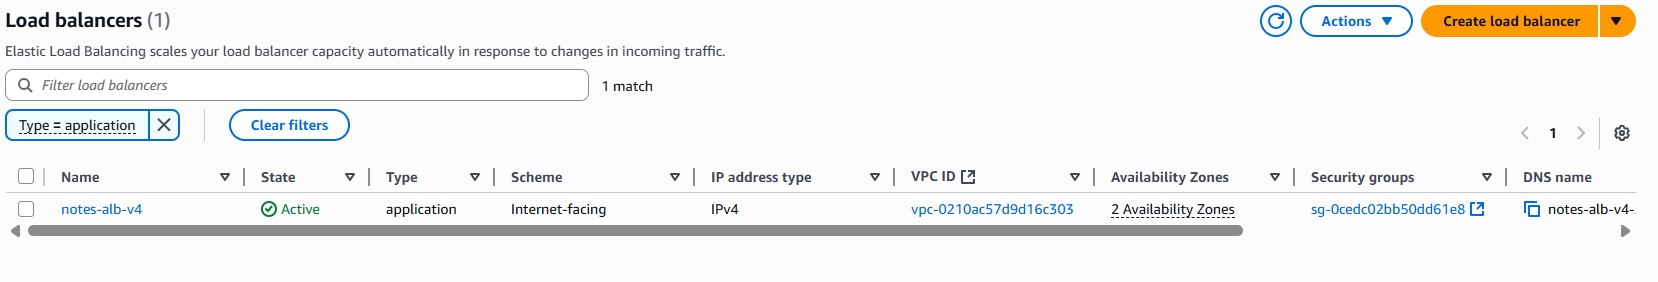 Load balancers (1)
Actions
Create load balancer
Elastic Load Balancing scales your load balancer capacity automatically in response to changes in incoming traffic.
Filter load balancers
1 match
Type = application
Clear filters
1
Name State Type Scheme IP address type VPC ID Availability Zones Security groups DNS name
notes-alb-v4 Active application Internet-facing IPv4 vpc-0210ac57d9d16c303 2 Availability Zones sg-0cedc02bb50dd61e8 notes-alb-v4-